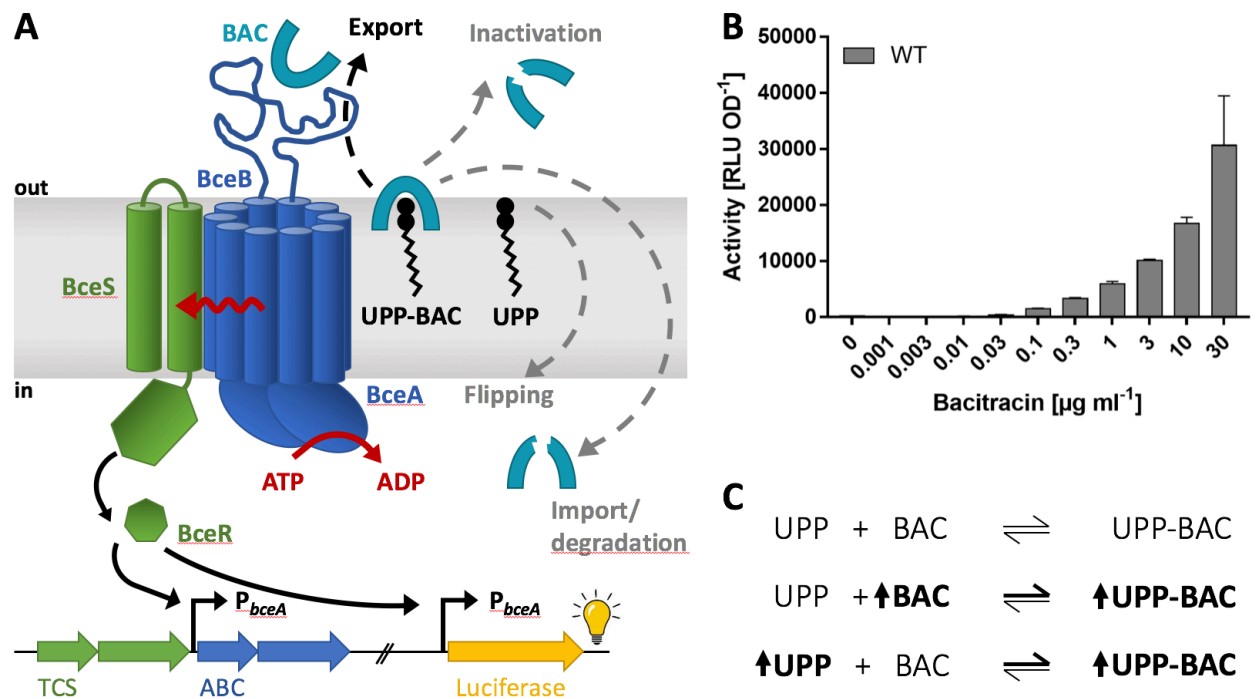 A
BAC
Export
Inactivation
BceB
out
BceS
UPP-BAC
UPP
in
BceA
Flipping
ATP
ADP
Import/
degradation
BceR
PbceA
PbceA
TCS
ABC
Luciferase
B
50000
40000
30000
20000
10000
0
Activity [RLU OD-1]
WT
0
0.001
0.003
0.01
0.03
0.1
0.3
1
3
10
30
Bacitracin [µg ml-1]
C
UPP + BAC ⇌ UPP-BAC
UPP + ↑BAC ⇌ ↑UPP-BAC
↑UPP + BAC ⇌ ↑UPP-BAC